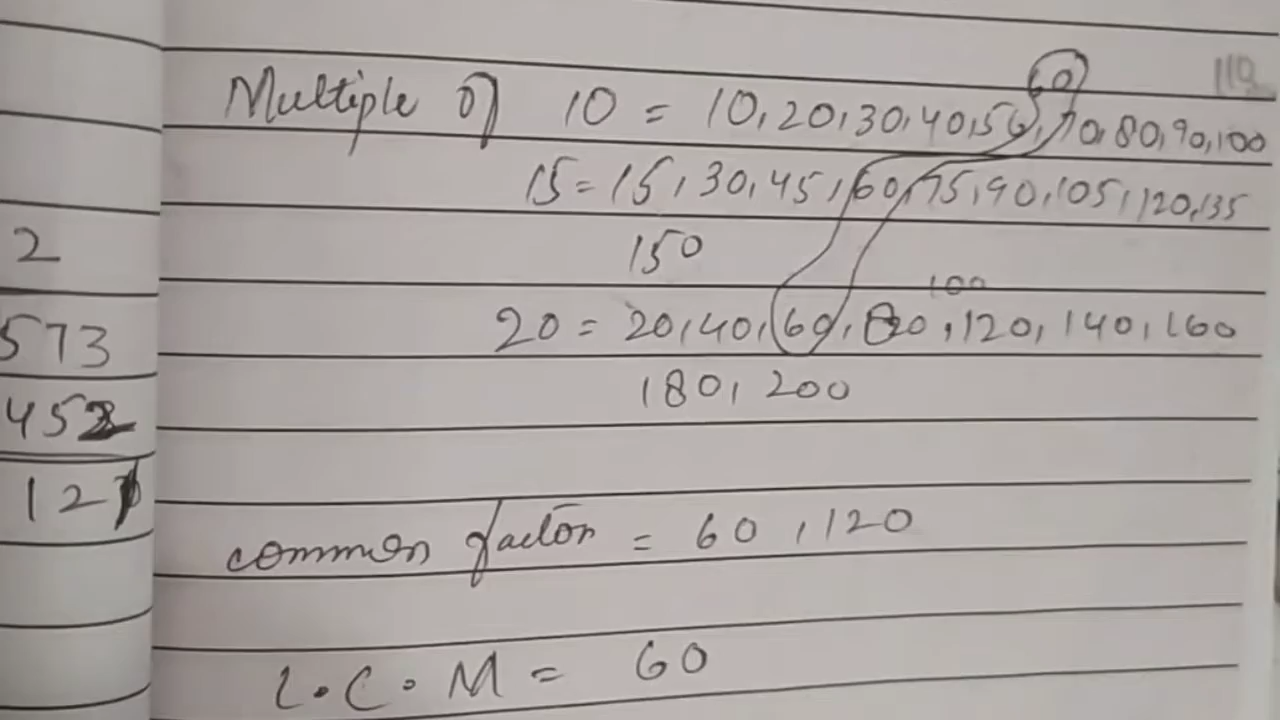 Multiple of 10 = 10, 20, 30, 40, 50, 60, 70, 80, 90, 100
15 = 15, 30, 45, 60, 75, 90, 105, 120, 135
150
20 = 20, 40, 60, 80, 100, 120, 140, 160
180, 200
common factor = 60, 120
L.C.M = 60
2
573
452
121